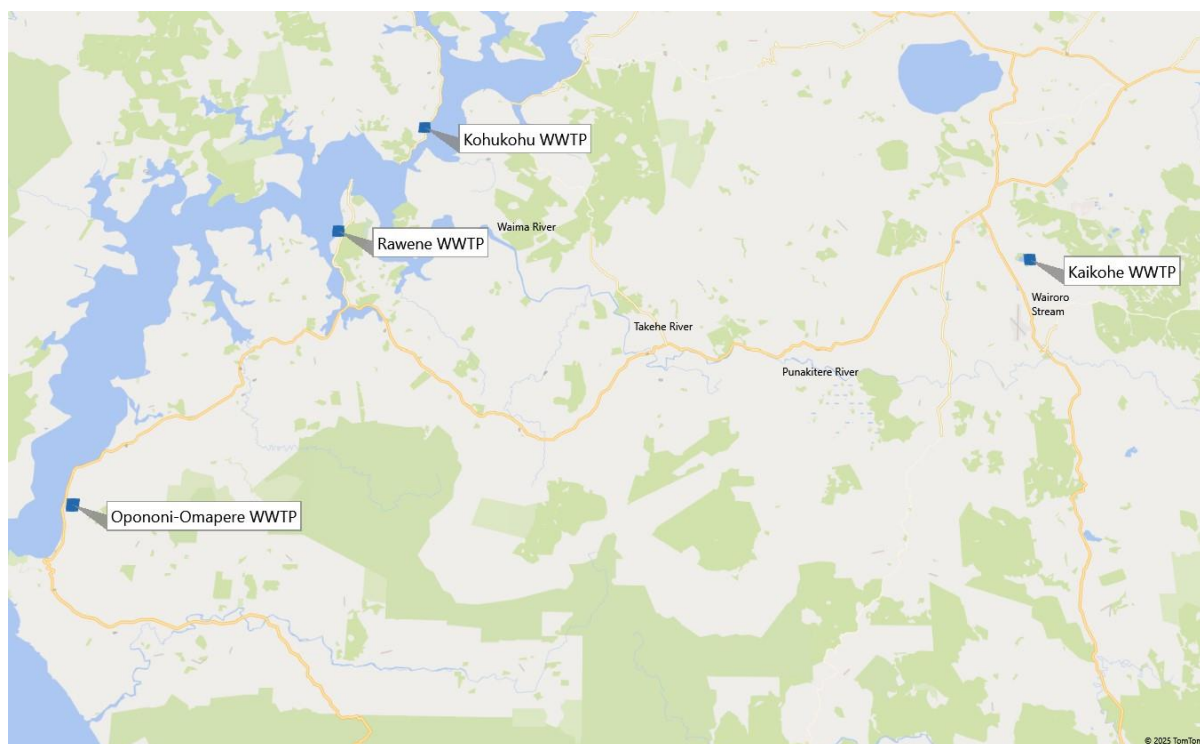 Kohukohu WWTP
Waima River
Rawene WWTP
Kaikohe WWTP
Wairoro
Stream
Takehe River
Punakitere River
Opononi-Omapere WWTP
© 2025 TomTom